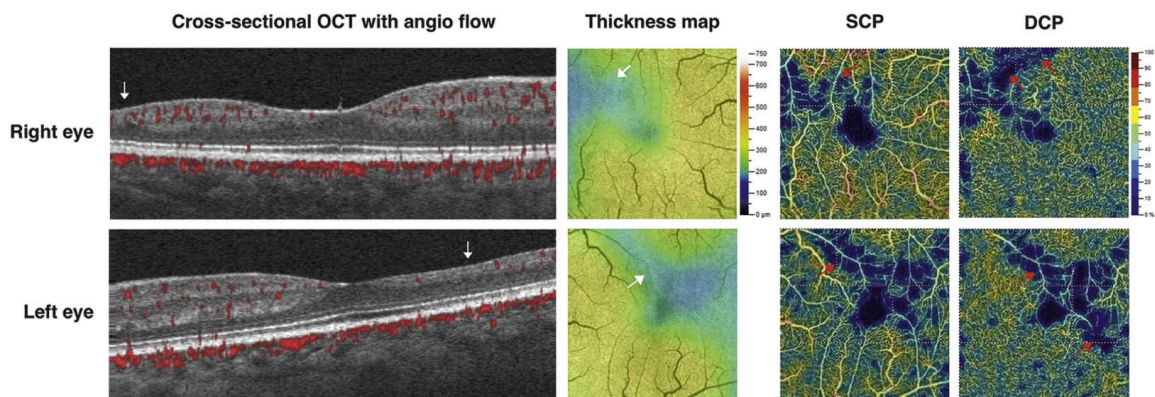 Cross-sectional OCT with angio flow
Thickness map
SCP
DCP
Right eye
750
700
600
500
400
300
200
100
0 µm
100
90
80
70
60
50
40
30
20
10
0 %
Left eye